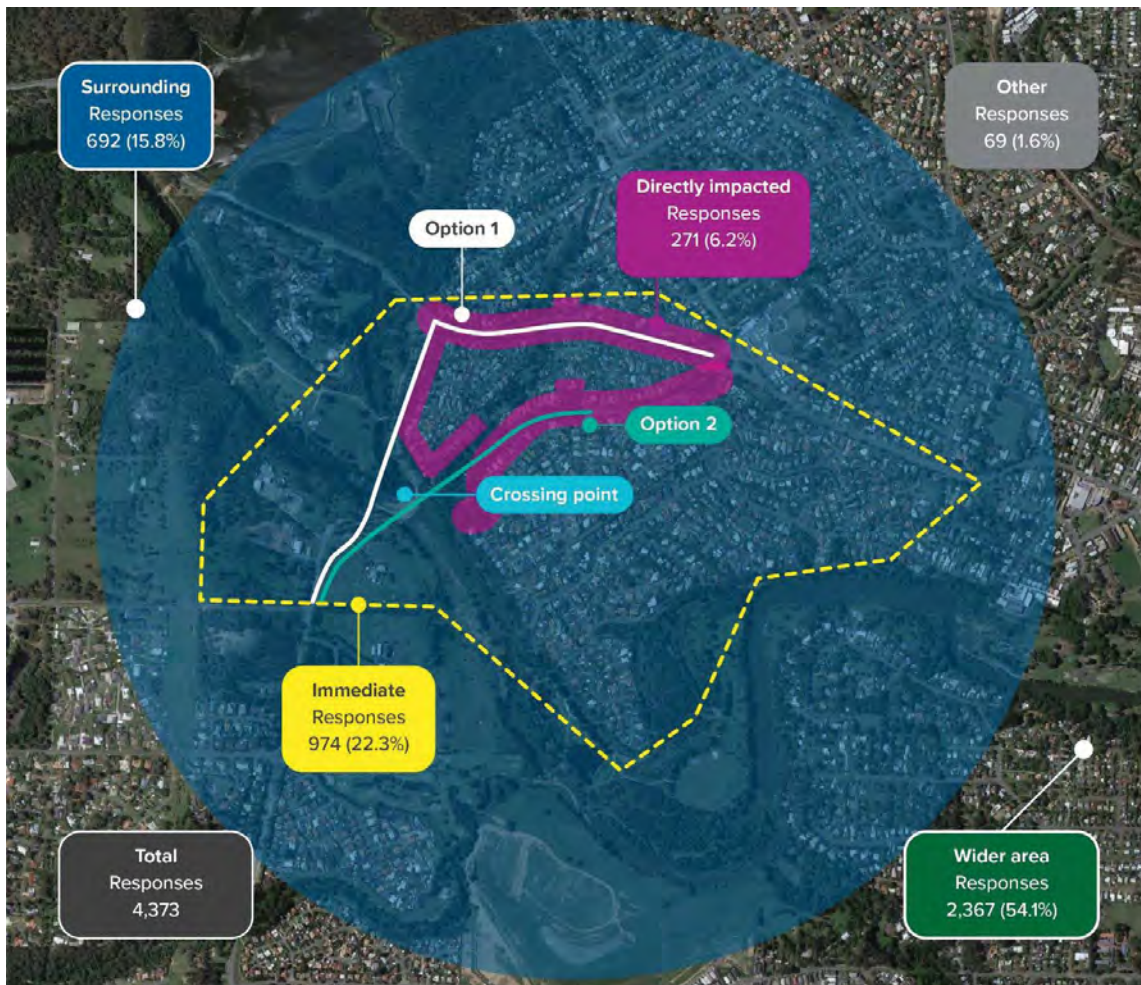 Surrounding
Responses
692 (15.8%)
Other
Responses
69 (1.6%)
Directly impacted
Responses
271 (6.2%)
Option 1
Option 2
Crossing point
Immediate
Responses
974 (22.3%)
Total
Responses
4,373
Wider area
Responses
2,367 (54.1%)